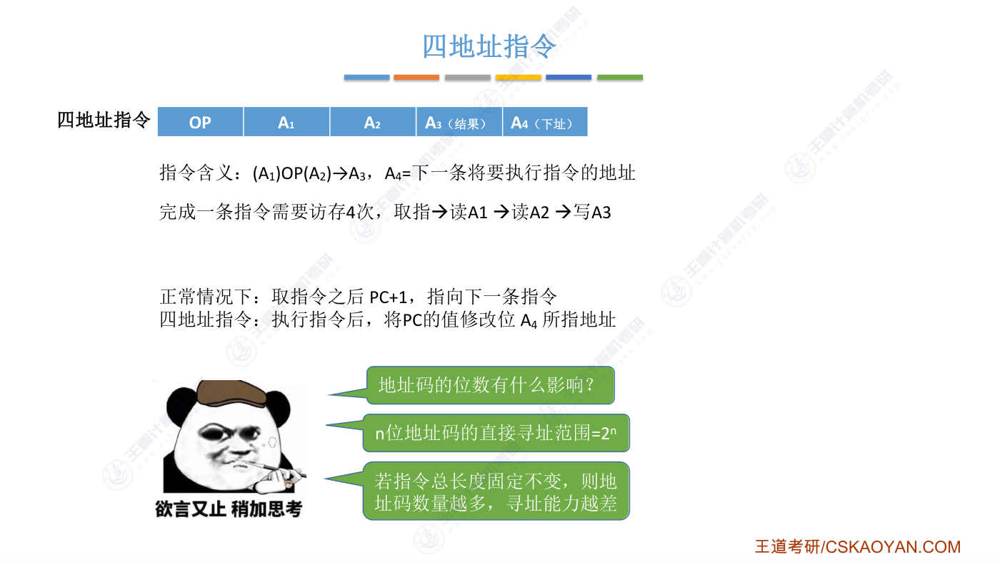 四地址指令
四地址指令 OP A₁ A₂ A₃（结果） A₄（下址）
指令含义：(A₁)OP(A₂)→A₃，A₄=下一条将要执行指令的地址
完成一条指令需要访存4次，取指→读A1 →读A2 →写A3
正常情况下：取指令之后 PC+1，指向下一条指令
四地址指令：执行指令后，将PC的值修改位 A₄ 所指地址
地址码的位数有什么影响？
n位地址码的直接寻址范围=2ⁿ
若指令总长度固定不变，则地
址码数量越多，寻址能力越差
欲言又止 稍加思考
王道考研/CSKAOYAN.COM